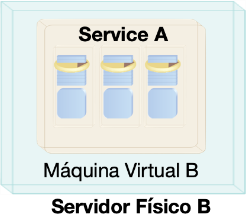 Service A
Máquina Virtual B
Servidor Físico B